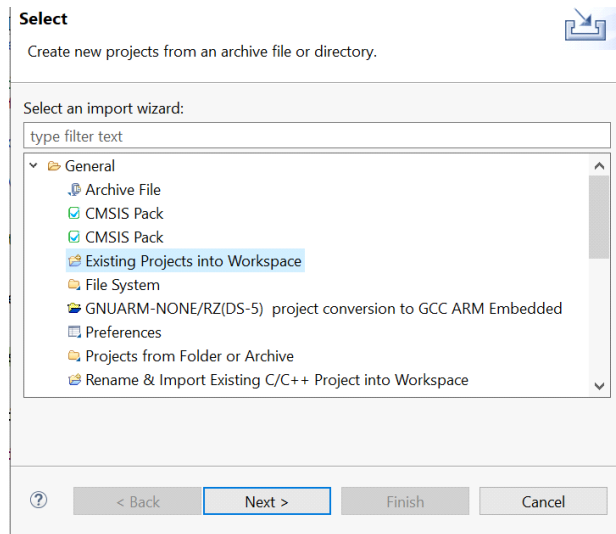 Select
Create new projects from an archive file or directory.
Select an import wizard:
type filter text
General
Archive File
CMSIS Pack
CMSIS Pack
Existing Projects into Workspace
File System
GNUARM-NONE/RZ(DS-5)  project conversion to GCC ARM Embedded
Preferences
Projects from Folder or Archive
Rename & Import Existing C/C++ Project into Workspace
? < Back Next > Finish Cancel